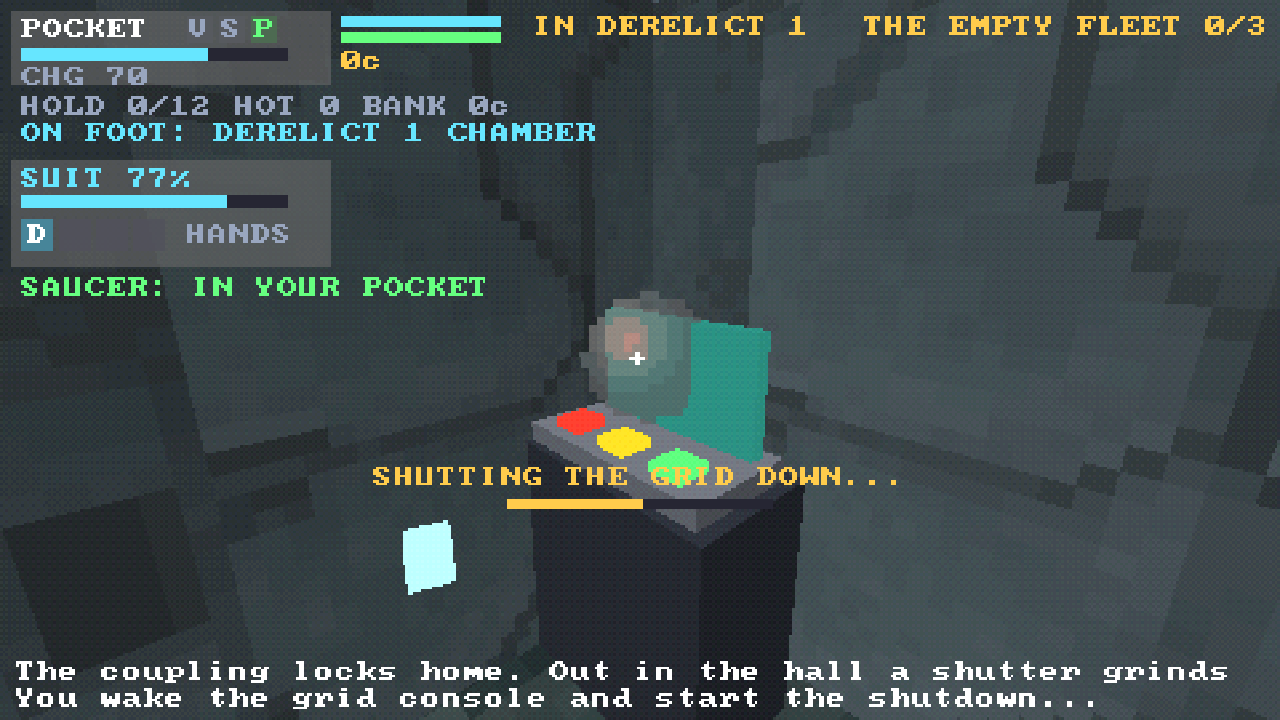 POCKET V S P
CHG 70
0c
IN DERELICT 1 THE EMPTY FLEET 0/3
HOLD 0/12 HOT 0 BANK 0c
ON FOOT: DERELICT 1 CHAMBER
SUIT 77%
D HANDS
SAUCER: IN YOUR POCKET
SHUTTING THE GRID DOWN...
The coupling locks home. Out in the hall a shutter grinds
You wake the grid console and start the shutdown...